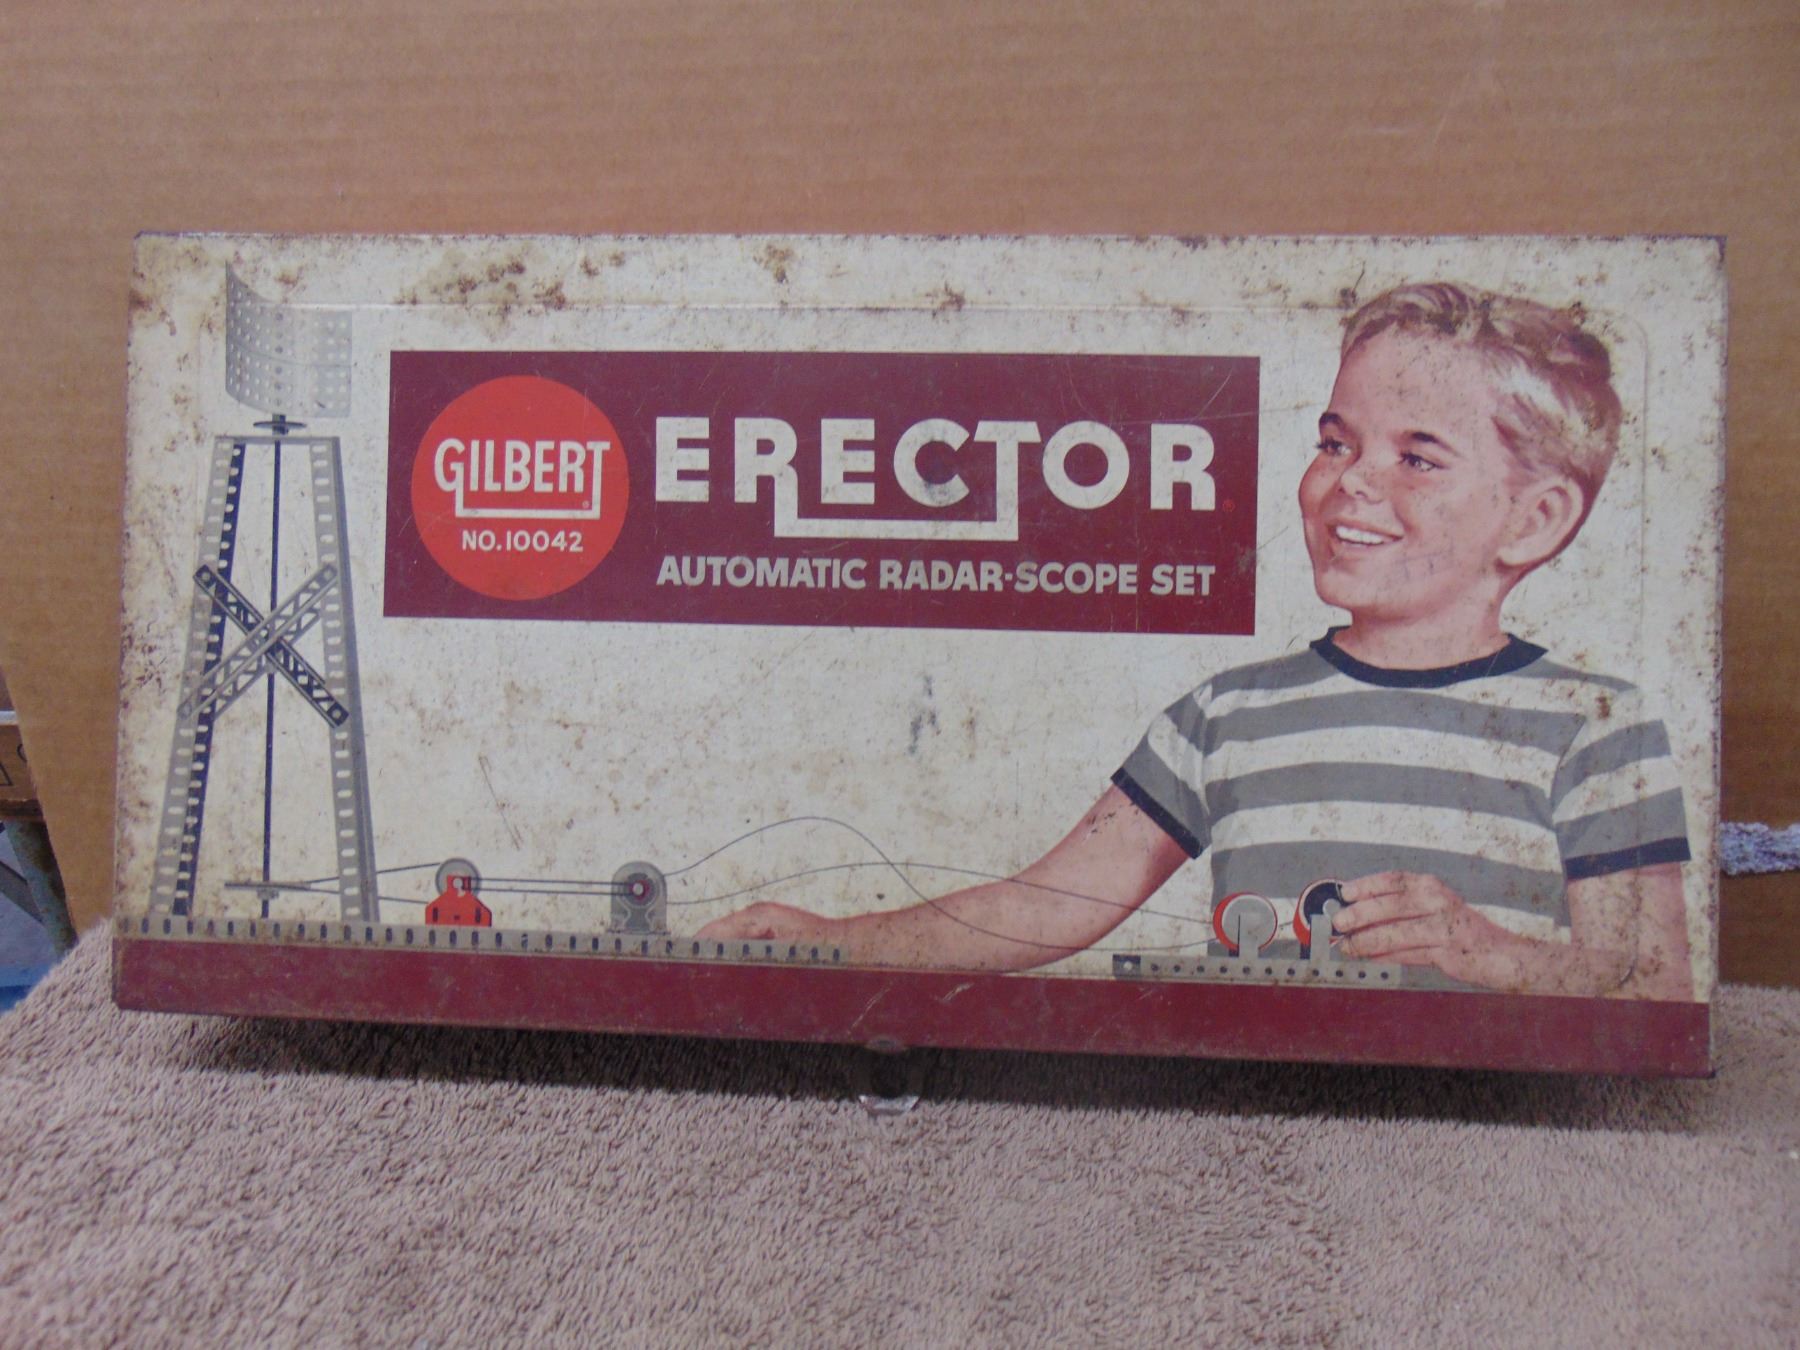 GILBERT
NO. 10042
ERECTOR
AUTOMATIC RADAR-SCOPE SET